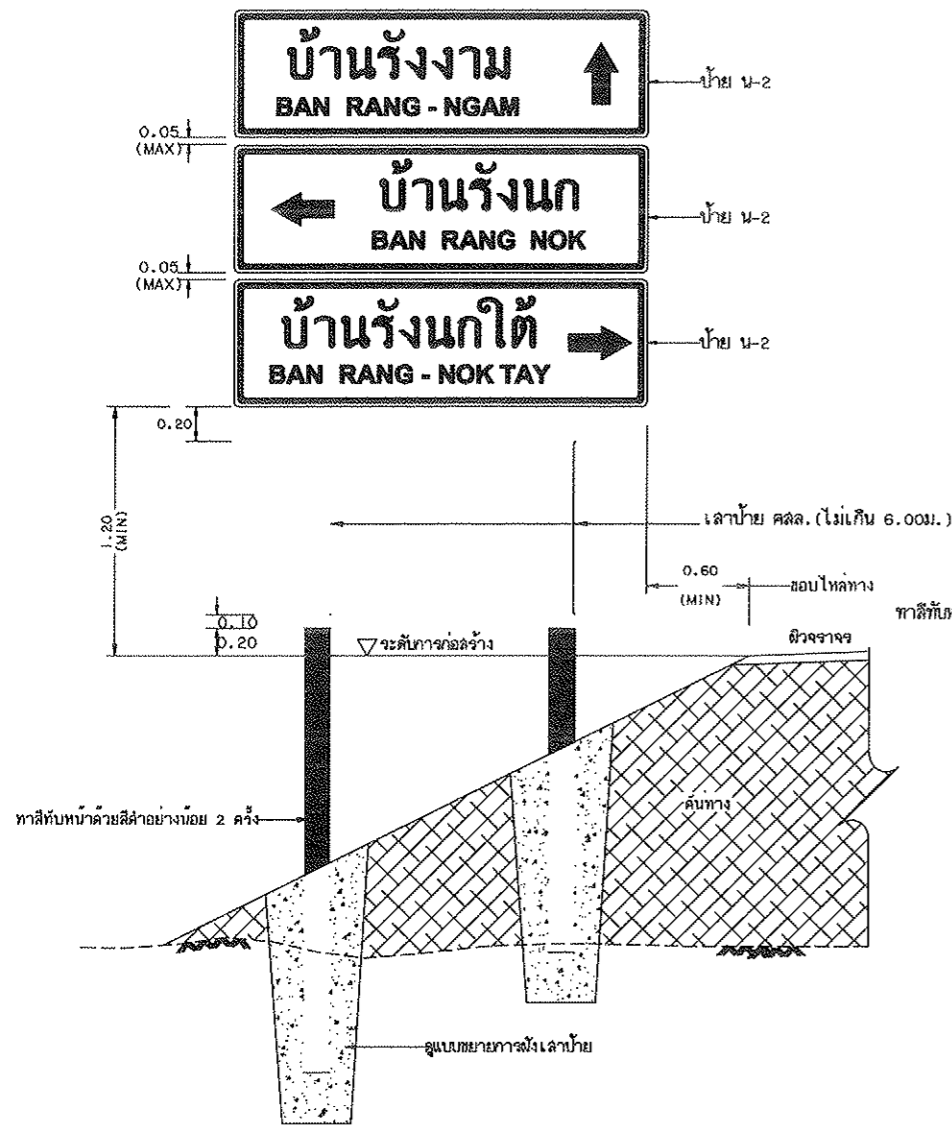 บ้านรังงาม
BAN RANG - NGAM
ป้าย น-2
0.05
(MAX)
บ้านรังนก
BAN RANG NOK
ป้าย น-2
0.05
(MAX)
บ้านรังนกใต้
BAN RANG - NOK TAY
ป้าย น-2
0.20
1.20
(MIN)
เสาป้าย คสล.(ไม่เกิน 6.00ม.)
0.60
(MIN)
ขอบไหล่ทาง
0.10
0.20
ระดับการก่อสร้าง
ผิวจราจร
คันทาง
ทาสีทับหน้าด้วยสีดำอย่างน้อย 2 ครั้ง
ดูแบบขยายการฝังเสาป้าย